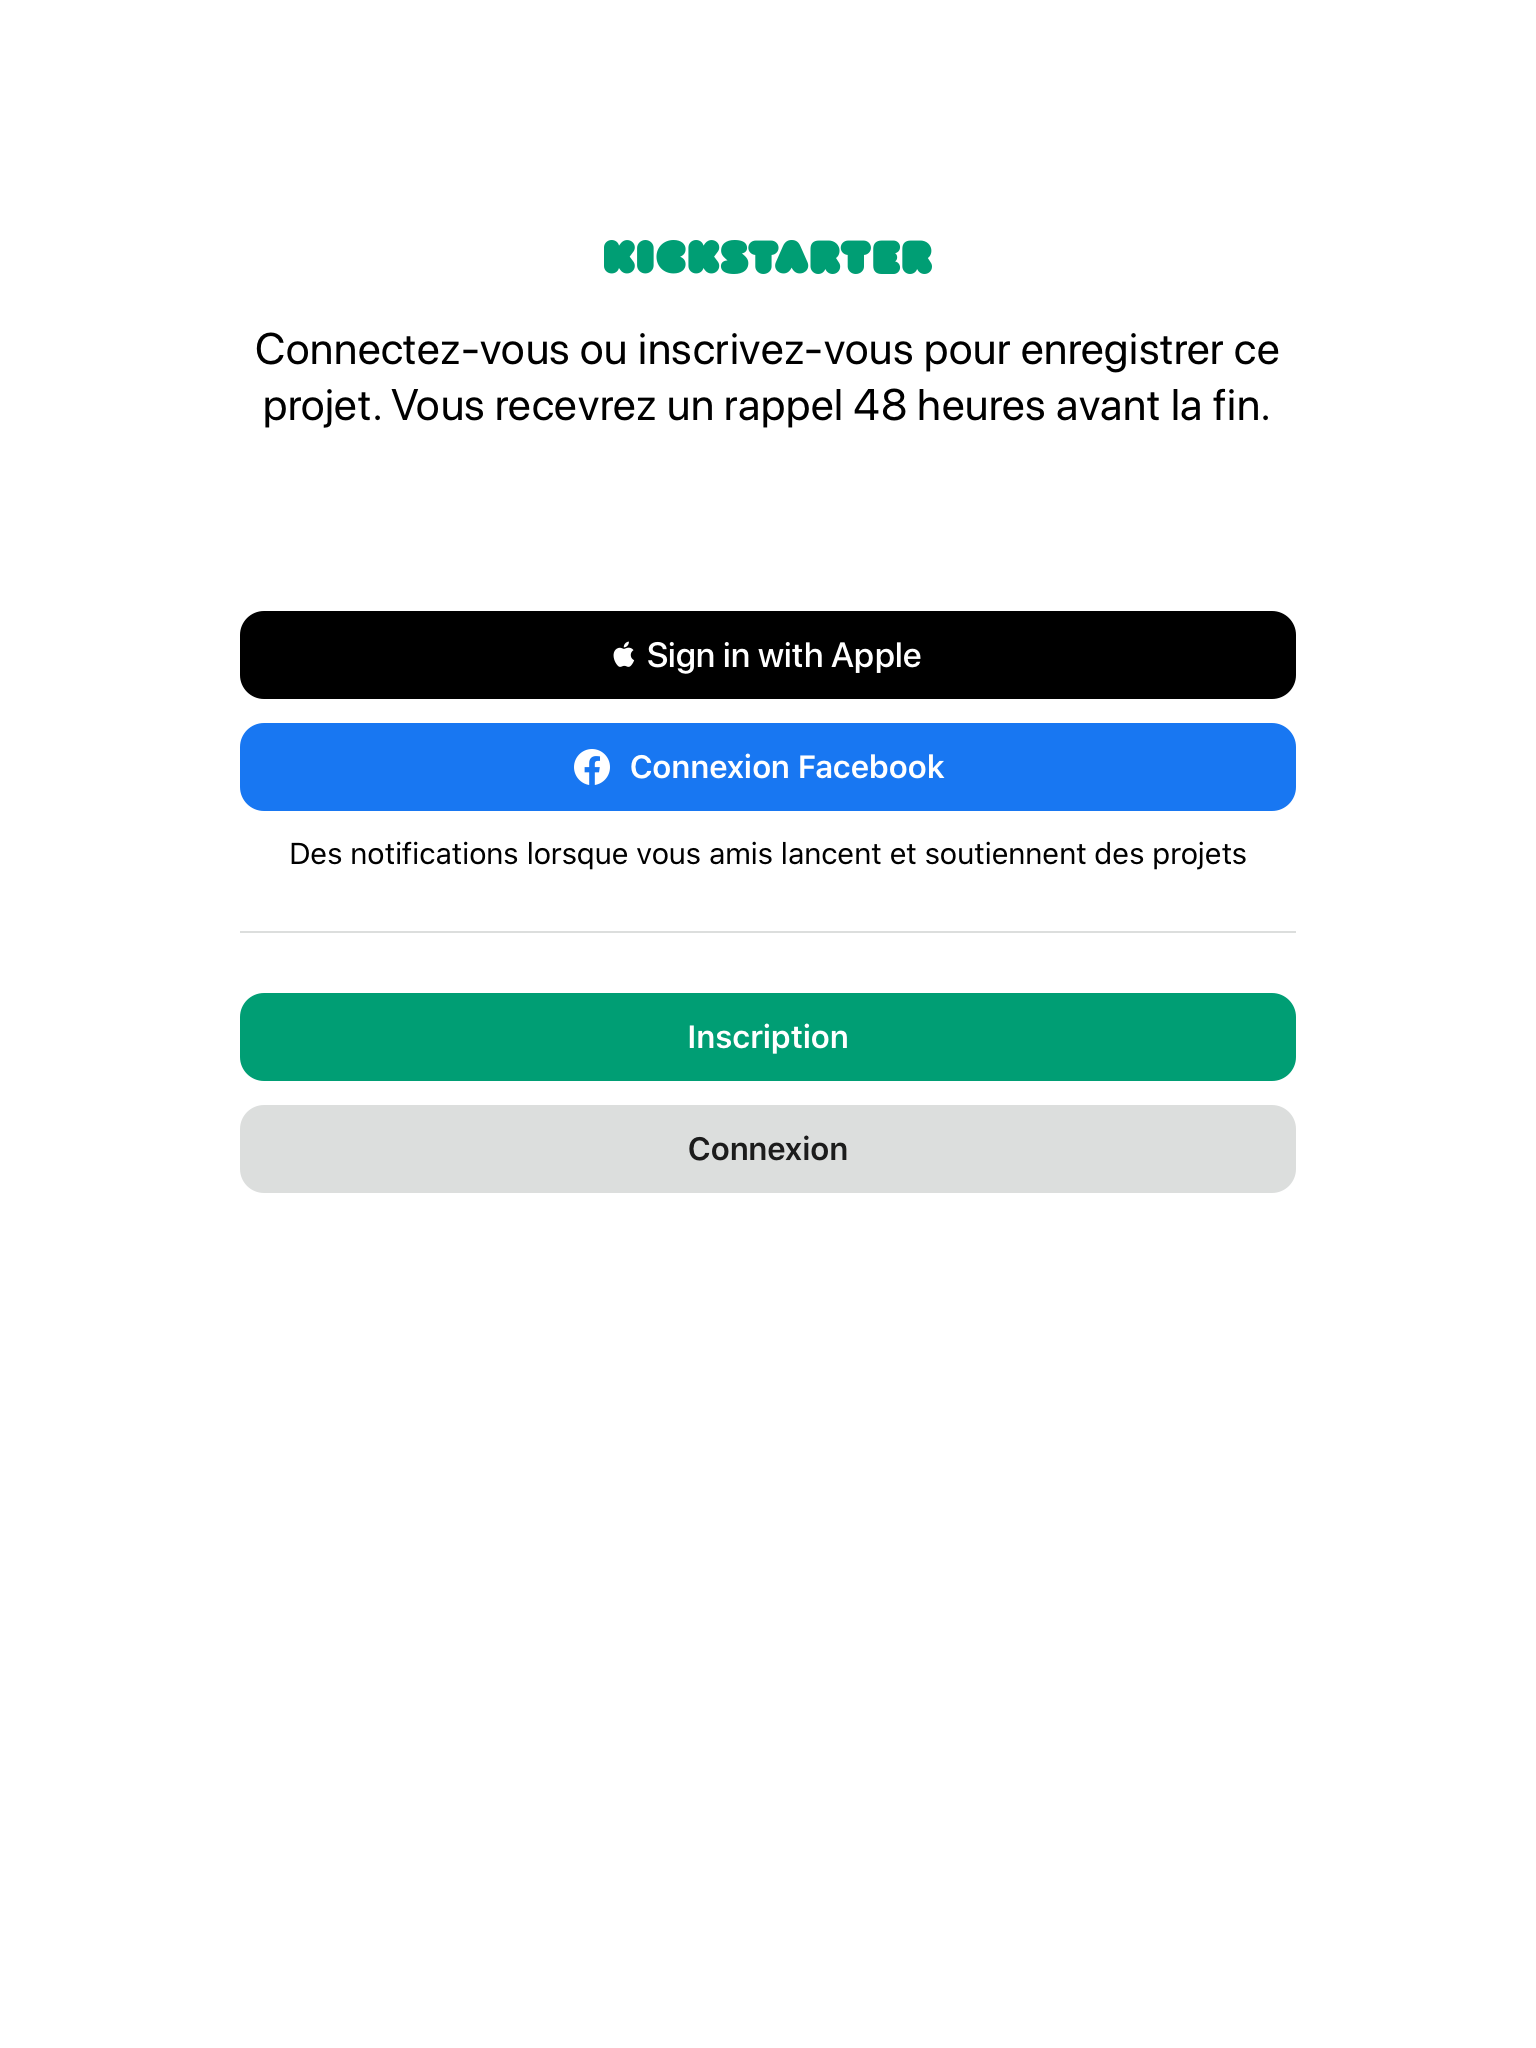 KICKSTARTER
Connectez-vous ou inscrivez-vous pour enregistrer ce
projet. Vous recevrez un rappel 48 heures avant la fin.
Sign in with Apple
Connexion Facebook
Des notifications lorsque vous amis lancent et soutiennent des projets
Inscription
Connexion